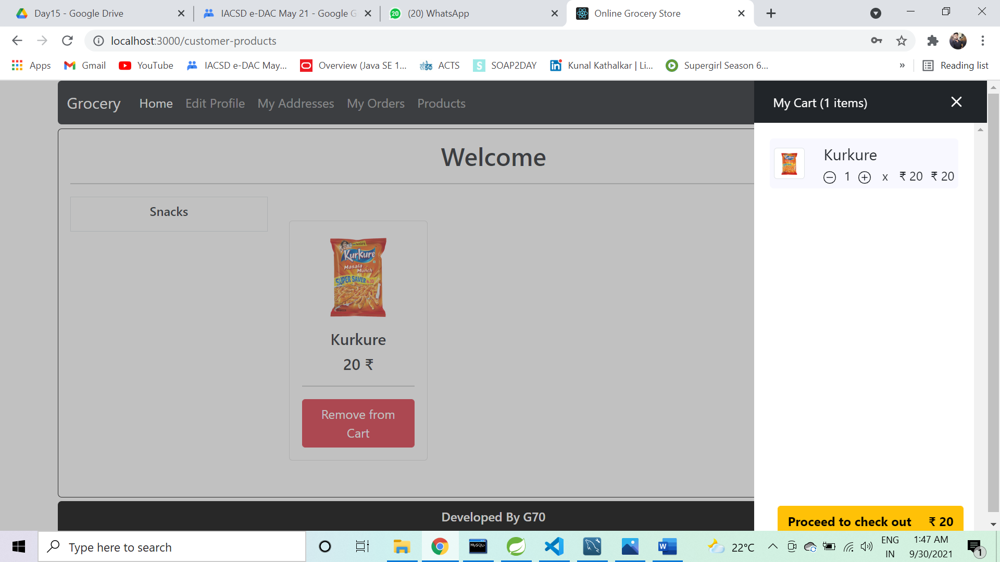 Day15 - Google Drive
IACSD e-DAC May 21 - Google G
20
(20) WhatsApp
Online Grocery Store
localhost:3000/customer-products
Apps
Gmail
YouTube
IACSD e-DAC May...
Overview (Java SE 1...
ACTS
S
SOAP2DAY
in
Kunal Kathalkar | Li...
Supergirl Season 6...
»
Reading list
Grocery
Home
Edit Profile
My Addresses
My Orders
Products
My Cart (1 items)
Welcome
Kurkure
1 x ₹ 20 ₹ 20
Snacks
Kurkure
Masala
Munch
SUPER SAVER
Kurkure
20 ₹
Remove from
Cart
Developed By G70
Proceed to check out ₹ 20
Type here to search
MySQL
W
22°C
ENG
IN
1:47 AM
9/30/2021
1